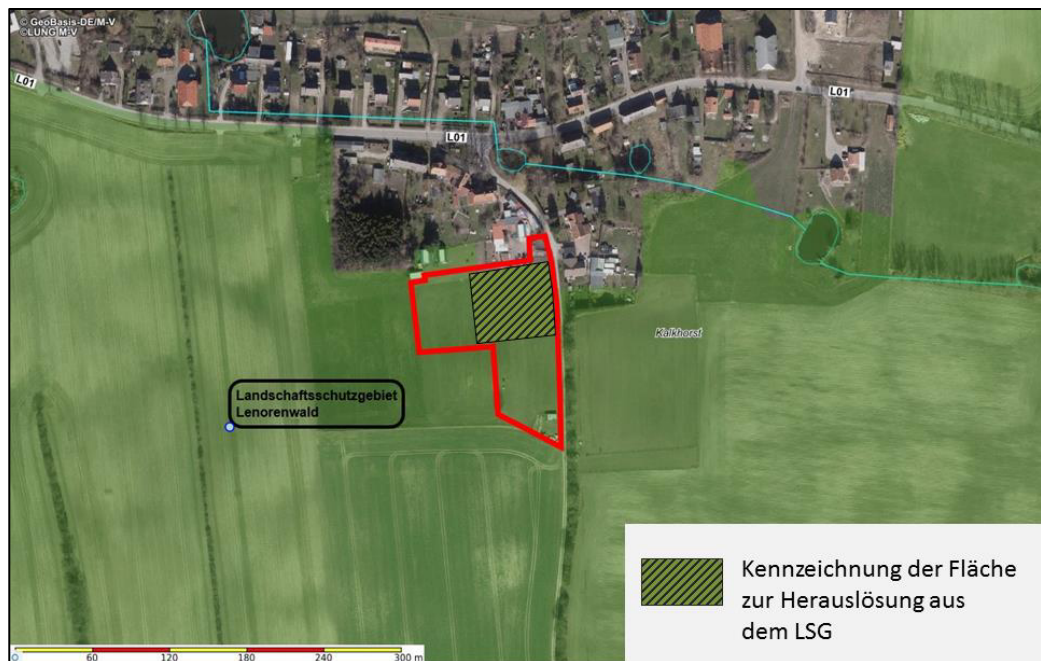 © GeoBasis-DE/M-V
©LUNG M-V
L01
L01
L01
Kalkhorst
Landschaftsschutzgebiet
Lenorenwald
Kennzeichnung der Fläche
zur Herauslösung aus
dem LSG
0 60 120 180 240 300 m